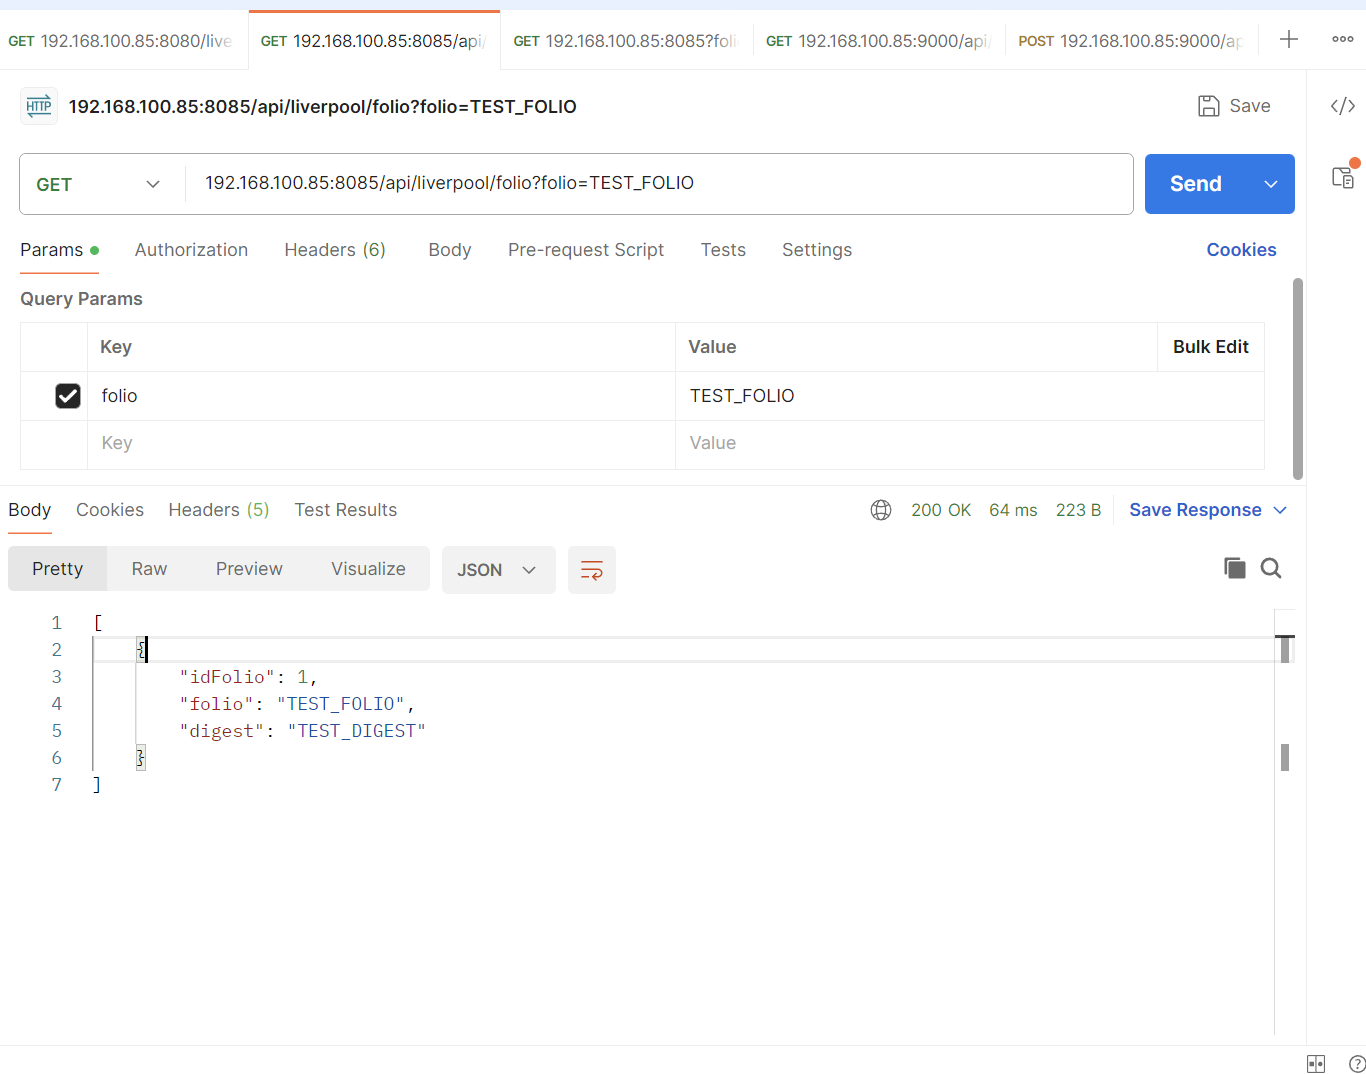 GET 192.168.100.85:8080/live
GET 192.168.100.85:8085/api/
GET 192.168.100.85:8085?foli
GET 192.168.100.85:9000/api/
POST 192.168.100.85:9000/ap
HTTP 192.168.100.85:8085/api/liverpool/folio?folio=TEST_FOLIO
Save
GET
192.168.100.85:8085/api/liverpool/folio?folio=TEST_FOLIO
Send
Params
Authorization
Headers (6)
Body
Pre-request Script
Tests
Settings
Cookies
Query Params
Key
Value
Bulk Edit
folio
TEST_FOLIO
Key
Value
Body
Cookies
Headers (5)
Test Results
200 OK
64 ms
223 B
Save Response
Pretty
Raw
Preview
Visualize
JSON
1 [
2 {
3 "idFolio": 1,
4 "folio": "TEST_FOLIO",
5 "digest": "TEST_DIGEST"
6 }
7 ]